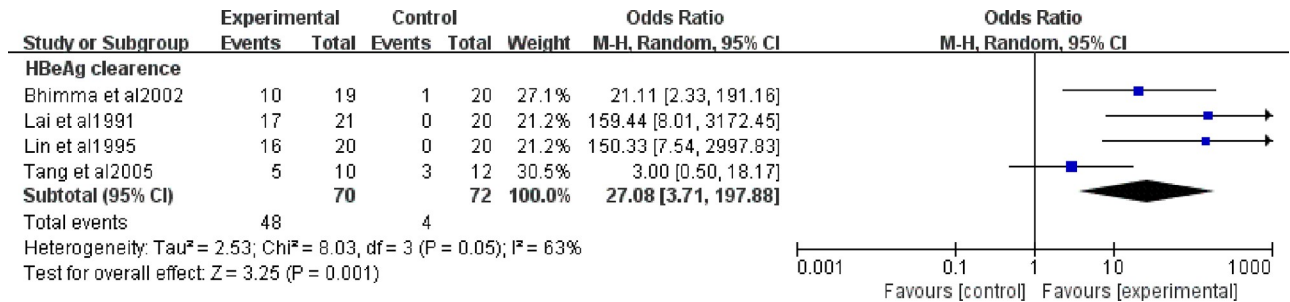 Experimental Control Odds Ratio Odds Ratio
Study or Subgroup Events Total Events Total Weight M-H, Random, 95% CI M-H, Random, 95% CI
HBeAg clearence
Bhimma et al2002 10 19 1 20 27.1% 21.11 [2.33, 191.16]
Lai et al1991 17 21 0 20 21.2% 159.44 [8.01, 3172.45]
Lin et al1995 16 20 0 20 21.2% 150.33 [7.54, 2997.83]
Tang et al2005 5 10 3 12 30.5% 3.00 [0.50, 18.17]
Subtotal (95% CI) 70 72 100.0% 27.08 [3.71, 197.88]
Total events 48 4
Heterogeneity: Tau² = 2.53; Chi² = 8.03, df = 3 (P = 0.05); I² = 63%
Test for overall effect: Z = 3.25 (P = 0.001)
0.001 0.1 1 10 1000
Favours [control] Favours [experimental]